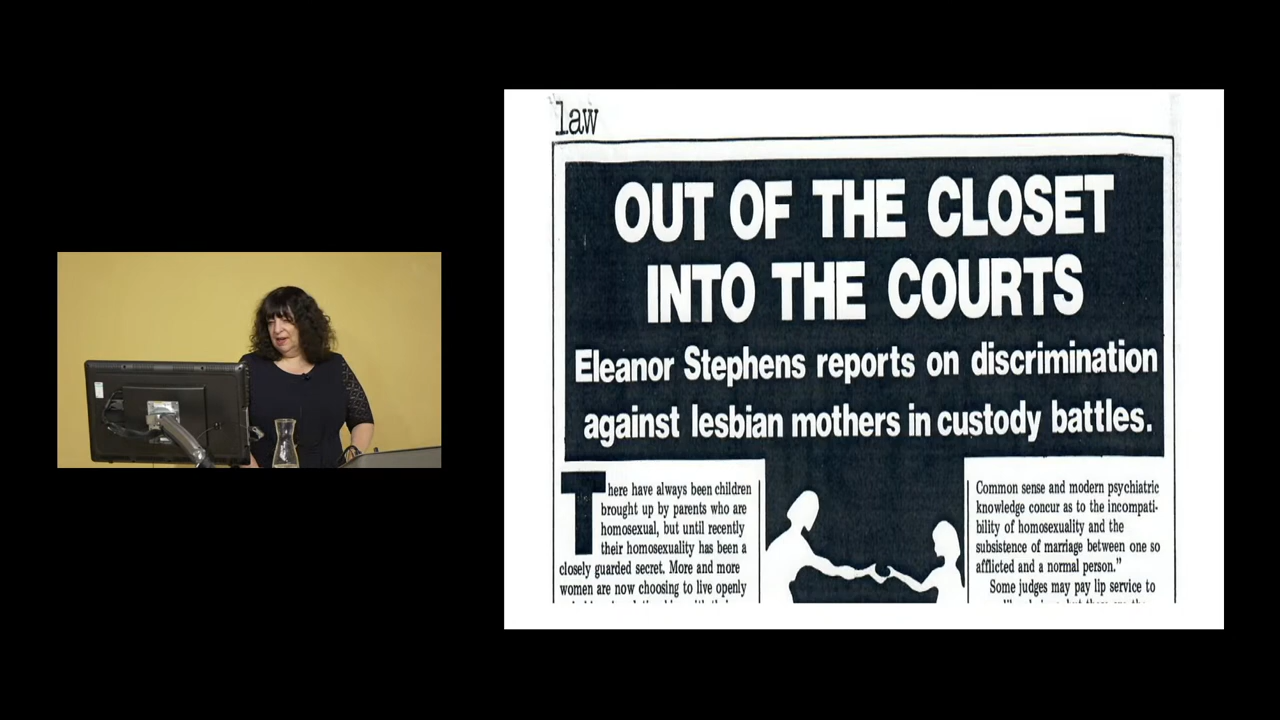 law
OUT OF THE CLOSET
INTO THE COURTS
Eleanor Stephens reports on discrimination
against lesbian mothers in custody battles.
There have always been children
brought up by parents who are
homosexual, but until recently
their homosexuality has been a
closely guarded secret. More and more
women are now choosing to live openly
Common sense and modern psychiatric
knowledge concur as to the incompati-
bility of homosexuality and the
subsistence of marriage between one so
afflicted and a normal person.”
Some judges may pay lip service to